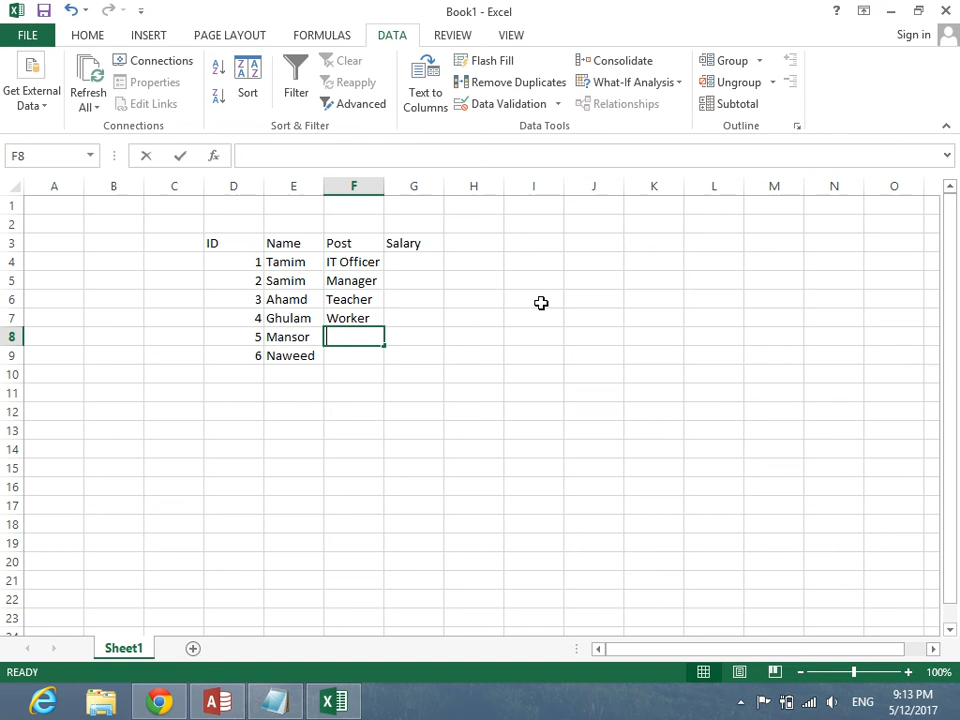 Book1 - Excel
?
FILE HOME INSERT PAGE LAYOUT FORMULAS DATA REVIEW VIEW Sign in
Get External Data
Refresh All
Connections
Properties
Edit Links
Connections
Sort
Filter
Clear
Reapply
Advanced
Sort & Filter
Text to Columns
Flash Fill
Remove Duplicates
Data Validation
Consolidate
What-If Analysis
Relationships
Data Tools
Group
Ungroup
Subtotal
Outline
F8
fx
A B C D E F G H I J K L M N O
1
2
3 ID Name Post Salary
4 1 Tamim IT Officer
5 2 Samim Manager
6 3 Ahamd Teacher
7 4 Ghulam Worker
8 5 Mansor
9 6 Naweed
10
11
12
13
14
15
16
17
18
19
20
21
22
23
24
Sheet1
READY 100%
ENG 9:13 PM
5/12/2017